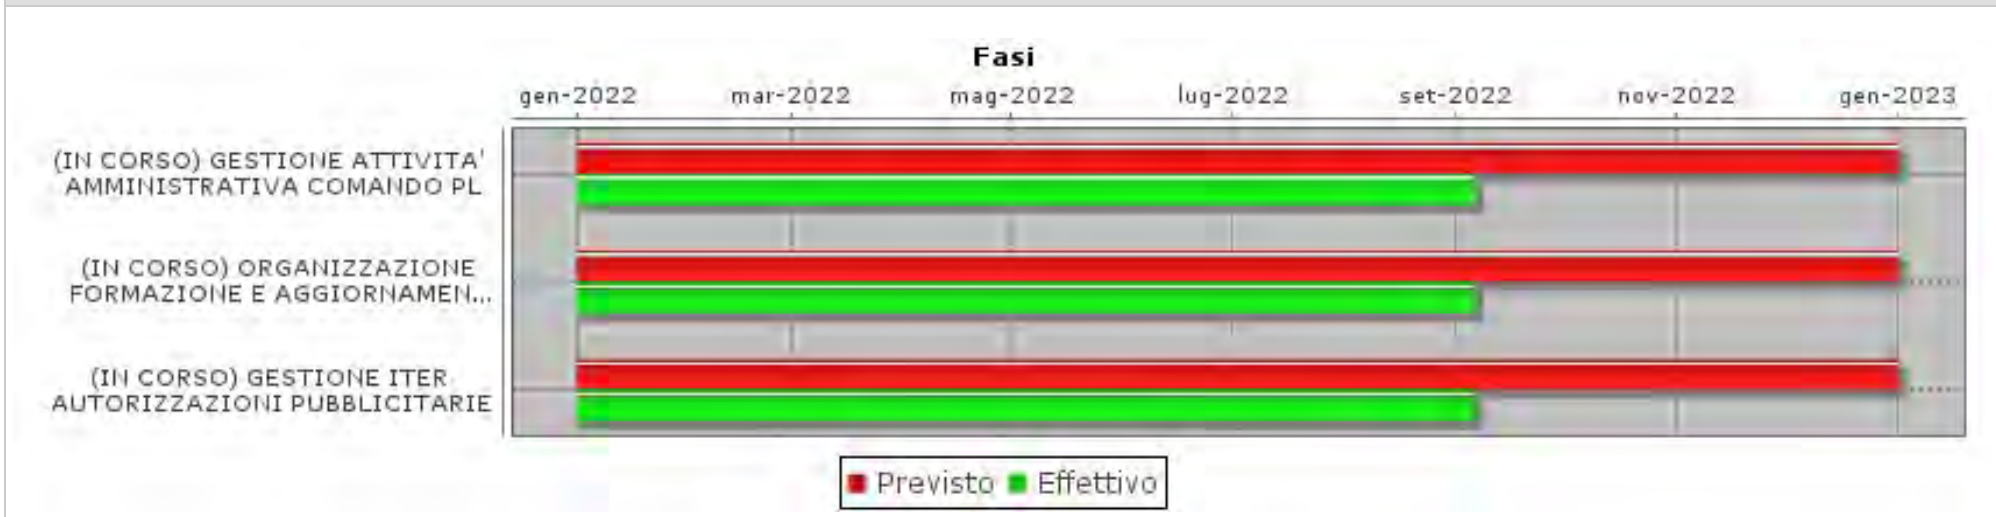 Fasi
gen-2022 mar-2022 mag-2022 lug-2022 set-2022 nov-2022 gen-2023
(IN CORSO) GESTIONE ATTIVITA'
AMMINISTRATIVA COMANDO PL
(IN CORSO) ORGANIZZAZIONE
FORMAZIONE E AGGIORNAMEN...
(IN CORSO) GESTIONE ITER
AUTORIZZAZIONI PUBBLICITARIE
Previsto Effettivo